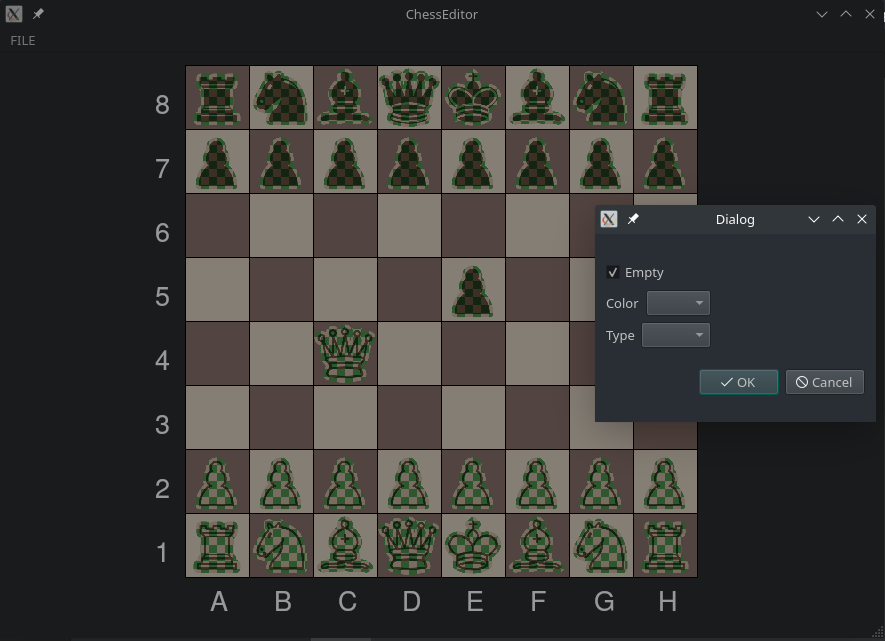 ChessEditor
FILE
8
7
6
5
4
3
2
1
A B C D E F G H
Dialog
Empty
Color
Type
OK Cancel